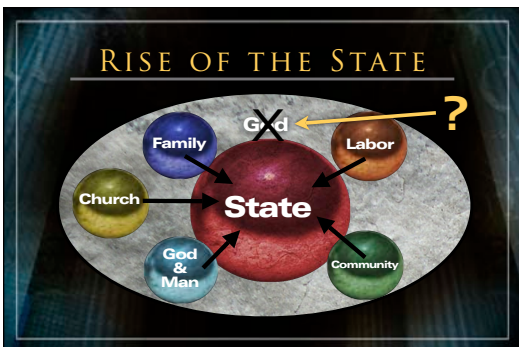 RISE OF THE STATE
God
?
Family
Labor
Church
State
God
&
Man
Community